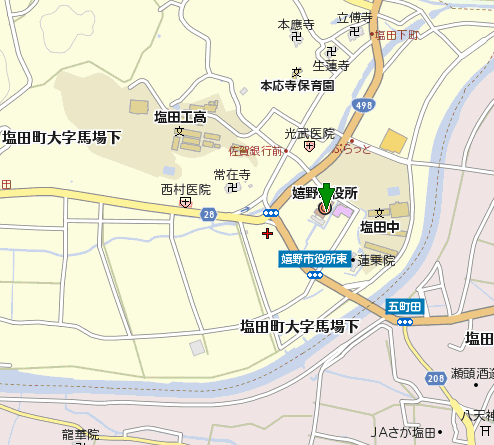 本應寺
立傳寺
塩田下町
生蓮寺
本応寺保育園
498
塩田工高
塩田町大字馬場下
光武医院
佐賀銀行前
ぷらっと
常在寺
田
西村医院
嬉野市役所
28
塩田中
嬉野市役所東
蓮乗院
五町田
塩田町大字馬場下
塩田
208
瀬頭酒造
八天神
JAさが塩田
龍華院